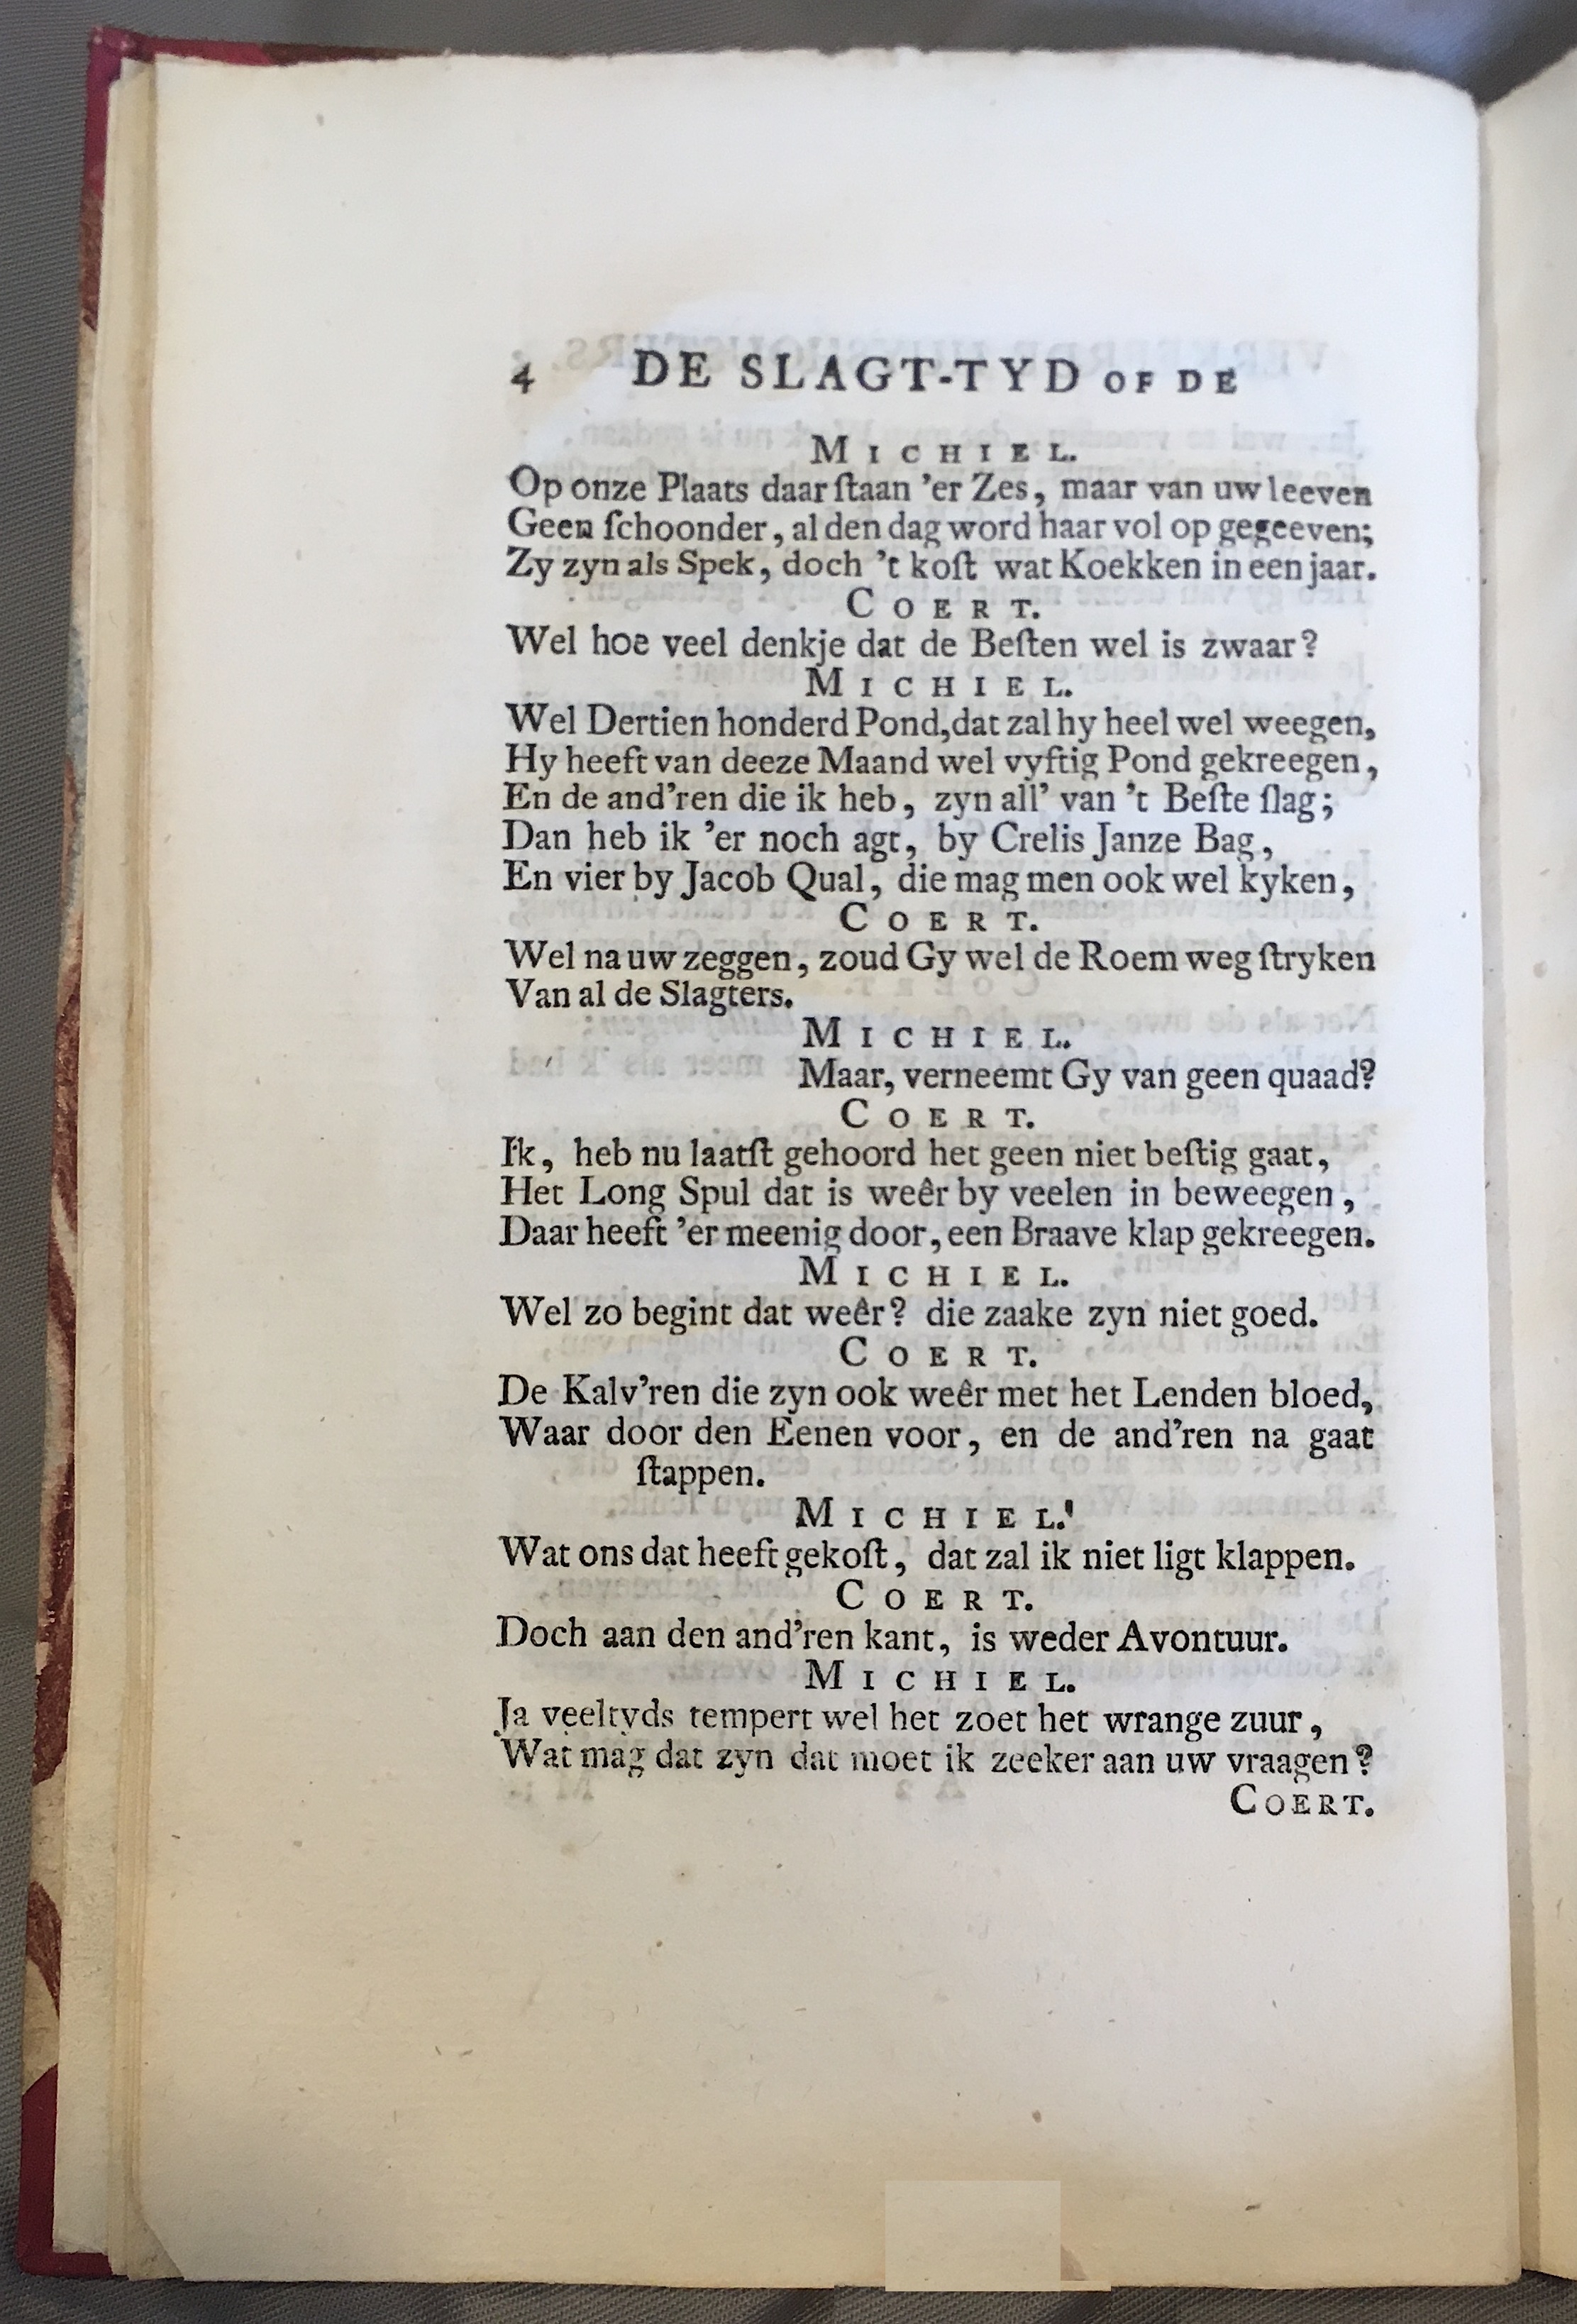 4 DE SLAGT-TYD OF DE
MICHIEL.
Op onze Plaats daar ſtaan 'er Zes, maar van uw leeven
Geen ſchoonder, al den dag word haar vol op gegeeven;
Zy zyn als Spek, doch 't koſt wat Koekken in een jaar.
COERT.
Wel hoe veel denkje dat de Beſten wel is zwaar?
MICHIEL.
Wel Dertien honderd Pond, dat zal hy heel wel weegen,
Hy heeft van deeze Maand wel vyftig Pond gekreegen,
En de and'ren die ik heb, zyn all' van 't Beſte ſlag;
Dan heb ik 'er noch agt, by Crelis Janze Bag,
En vier by Jacob Qual, die mag men ook wel kyken,
COERT.
Wel na uw zeggen, zoud Gy wel de Roem weg ſtryken
Van al de Slagters.
MICHIEL.
Maar, verneemt Gy van geen quaad?
COERT.
Ik, heb nu laatſt gehoord het geen niet beſtig gaat,
Het Long Spul dat is weêr by veelen in beweegen,
Daar heeft 'er meenig door, een Braave klap gekreegen.
MICHIEL.
Wel zo begint dat weêr? die zaake zyn niet goed.
COERT.
De Kalv'ren die zyn ook weêr met het Lenden bloed,
Waar door den Eenen voor, en de and'ren na gaat
ſtappen.
MICHIEL.
Wat ons dat heeft gekoſt, dat zal ik niet ligt klappen.
COERT.
Doch aan den and'ren kant, is weder Avontuur.
MICHIEL.
Ja veeltyds tempert wel het zoet het wrange zuur,
Wat mag dat zyn dat moet ik zeeker aan uw vraagen?
COERT.